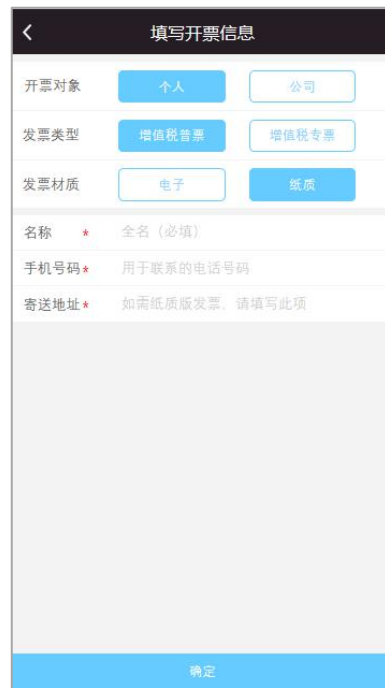 填写开票信息
开票对象 个人 公司
发票类型 增值税普票 增值税专票
发票材质 电子 纸质
名称 * 全名（必填）
手机号码* 用于联系的电话号码
寄送地址* 如需纸质版发票，请填写此项
确定